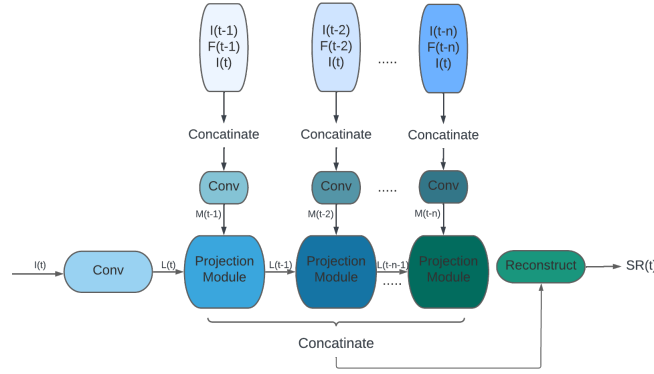 I(t-1)
F(t-1)
I(t)
I(t-2)
F(t-2)
I(t)
.....
I(t-n)
F(t-n)
I(t)
Concatinate
Concatinate
Concatinate
Conv
Conv
.....
Conv
M(t-1)
M(t-2)
M(t-n)
I(t)
Conv
L(t)
Projection
Module
L(t-1)
Projection
Module
L(t-n-1)
.....
Projection
Module
Reconstruct
SR(t)
Concatinate